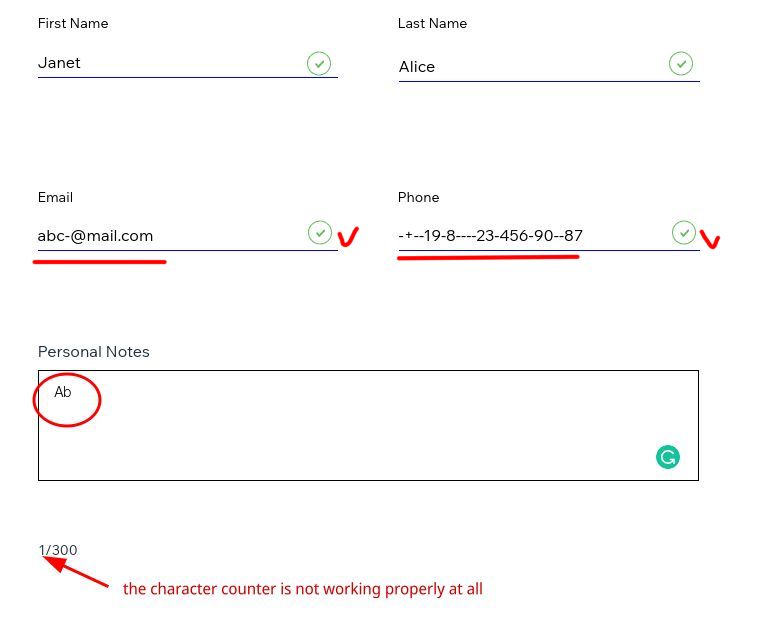 First Name Last Name
Janet Alice
Email Phone
abc-@mail.com -+--19-8----23-456-90--87
Personal Notes
Ab
1/300
the character counter is not working properly at all